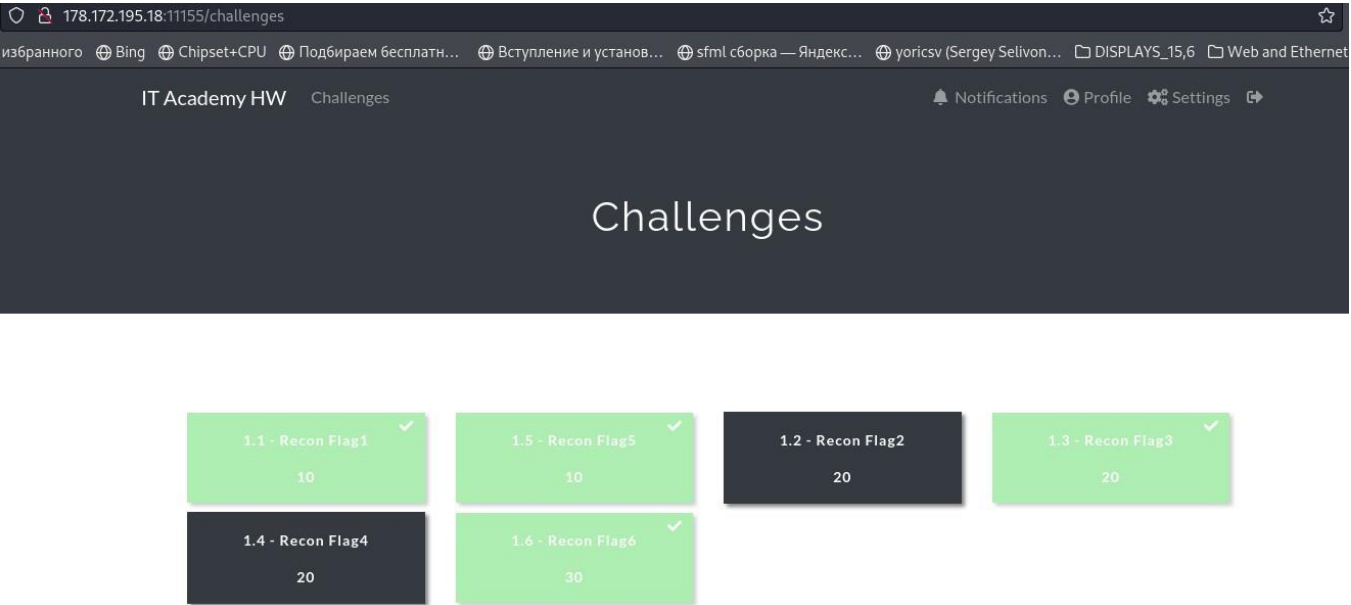 178.172.195.18:11155/challenges
избранного Bing Chipset+CPU Подбираем бесплатн... Вступление и установ... sfml сборка — Яндекс... yoricsv (Sergey Selivon... DISPLAYS_15,6 Web and Ethernet
IT Academy HW Challenges Notifications Profile Settings
Challenges
1.1 - Recon Flag1 1.5 - Recon Flag5 1.2 - Recon Flag2 1.3 - Recon Flag3
10 10 20 20
1.4 - Recon Flag4 1.6 - Recon Flag6
20 30